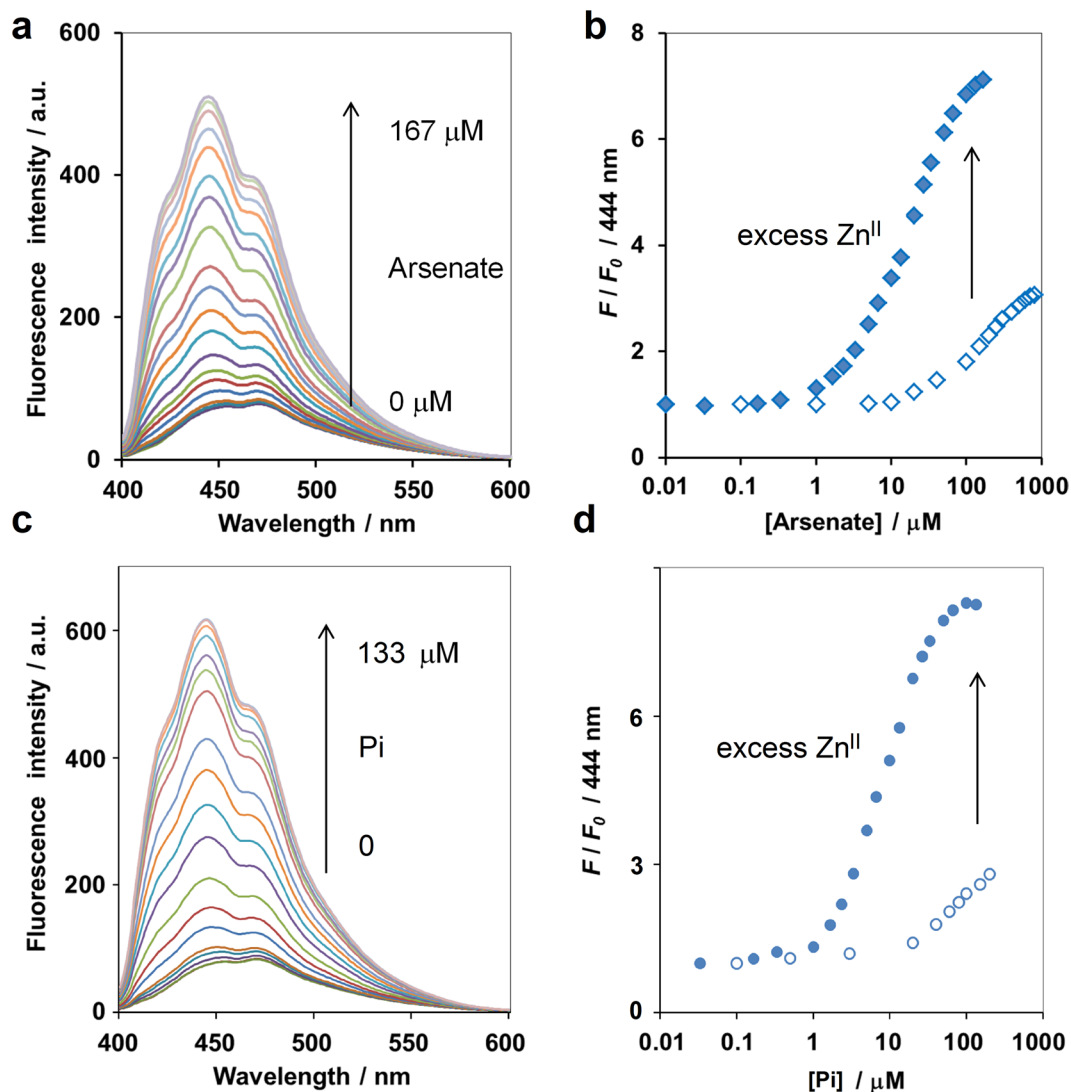 a
600
400
200
0
400
450
500
550
600
Fluorescence intensity / a.u.
Wavelength / nm
167 μM
Arsenate
0 μM
b
8
6
4
2
0
0.01
0.1
1
10
100
1000
F / F0 / 444 nm
[Arsenate] / μM
excess ZnII
c
600
500
400
300
200
100
0
400
450
500
550
600
Fluorescence intensity / a.u.
Wavelength / nm
133 μM
Pi
0
d
6
3
0
0.01
0.1
1
10
100
1000
F / F0 / 444 nm
[Pi] / μM
excess ZnII